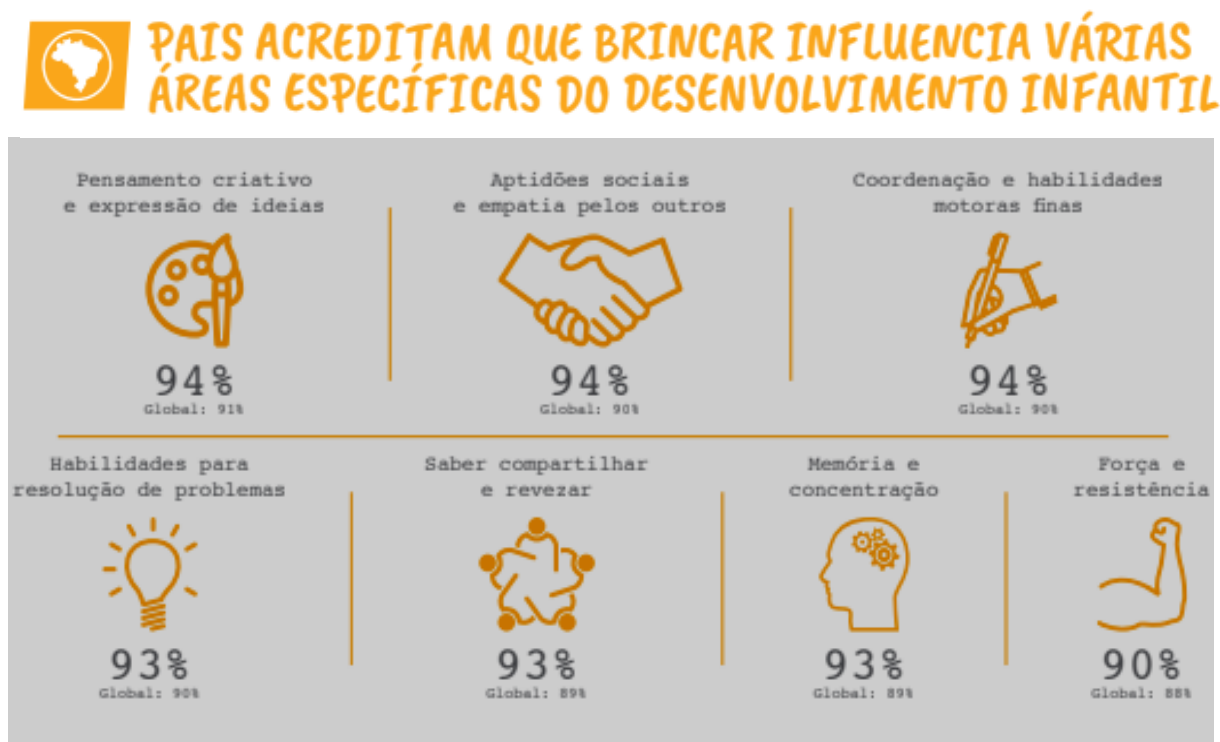 PAIS ACREDITAM QUE BRINCAR INFLUENCIA VÁRIAS
ÁREAS ESPECÍFICAS DO DESENVOLVIMENTO INFANTIL
Pensamento criativo
e expressão de ideias
94%
Global: 91%
Aptidões sociais
e empatia pelos outros
94%
Global: 90%
Coordenação e habilidades
motoras finas
94%
Global: 90%
Habilidades para
resolução de problemas
93%
Global: 90%
Saber compartilhar
e revezar
93%
Global: 89%
Memória e
concentração
93%
Global: 89%
Força e
resistência
90%
Global: 88%